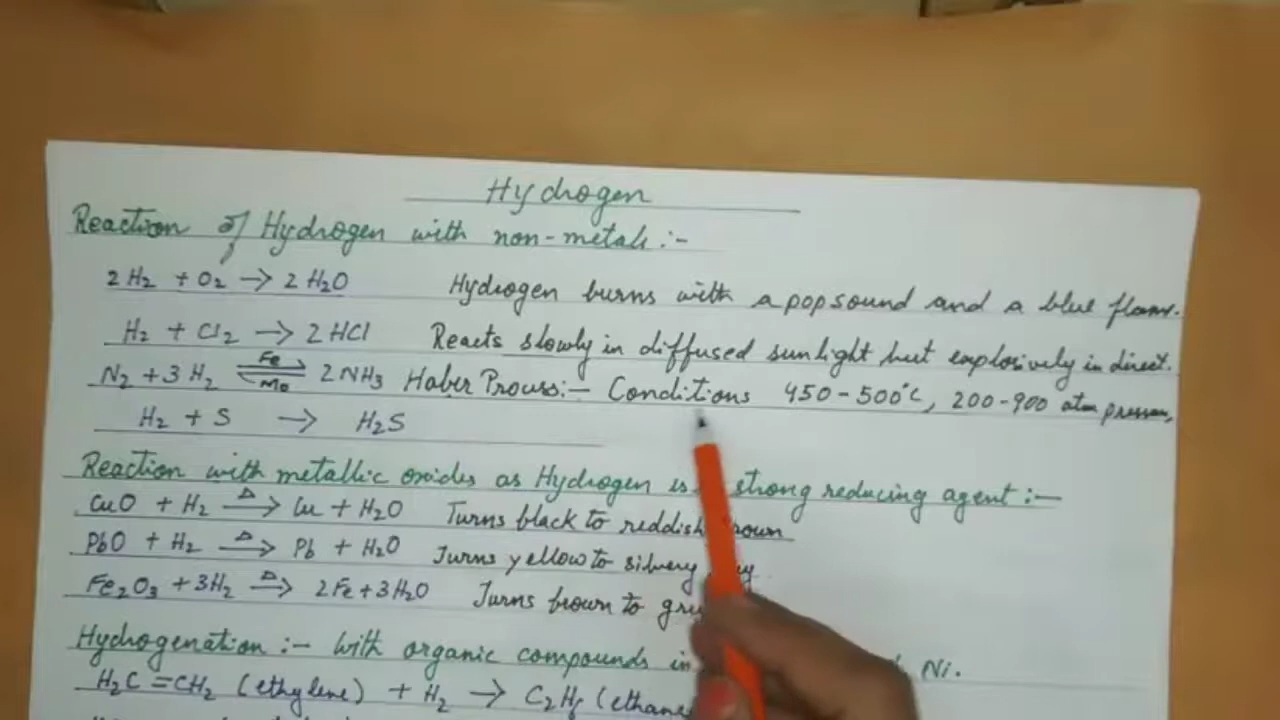 Hydrogen
Reaction of Hydrogen with non-metals :-
2H₂ + O₂ → 2H₂O Hydrogen burns with a pop sound and a blue flame.
H₂ + Cl₂ → 2HCl Reacts slowly in diffused sunlight but explosively in direct.
N₂ + 3H₂ ⇌ Fe Mo 2NH₃ Haber Process:- Conditions 450-500°C, 200-900 atm pressure,
H₂ + S → H₂S
Reaction with metallic oxides as Hydrogen is strong reducing agent :-
CuO + H₂ Δ→ Cu + H₂O Turns black to reddish
PbO + H₂ Δ→ Pb + H₂O Turns yellow to silvery
Fe₂O₃ + 3H₂ Δ→ 2Fe + 3H₂O Turns brown to
Hydrogenation :- With organic compounds in Ni.
H₂C=CH₂ (ethylene) + H₂ → C₂H₆ (ethane